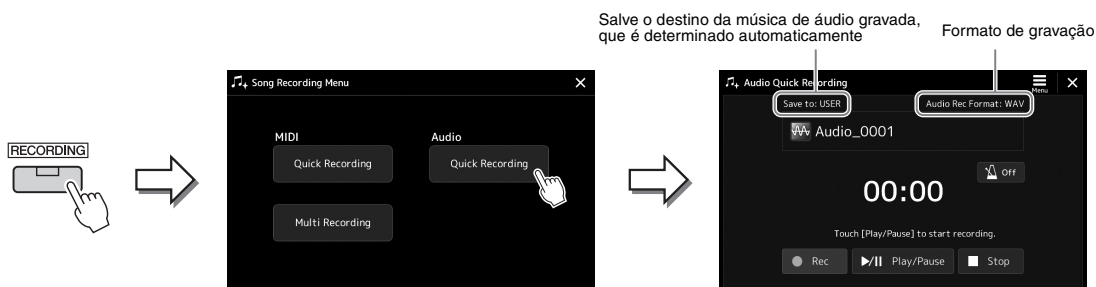 Salve o destino da música de áudio gravada,
que é determinado automaticamente
Formato de gravação
RECORDING
Song Recording Menu
MIDI
Audio
Quick Recording
Quick Recording
Multi Recording
Audio Quick Recording
Menu
Save to: USER
Audio Rec Format: WAV
Audio_0001
Off
00:00
Touch [Play/Pause] to start recording.
Rec
Play/Pause
Stop